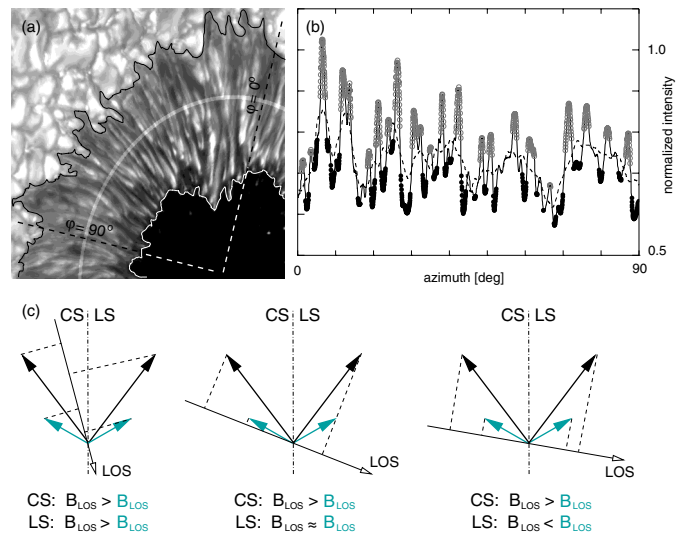 (a)
φ= 0°
φ= 90°
(b)
1.0
normalized intensity
0.5
0
90
azimuth [deg]
(c)
CS LS
LOS
CS: B_LOS > B_LOS
LS: B_LOS > B_LOS
CS LS
LOS
CS: B_LOS > B_LOS
LS: B_LOS ≈ B_LOS
CS LS
LOS
CS: B_LOS > B_LOS
LS: B_LOS < B_LOS